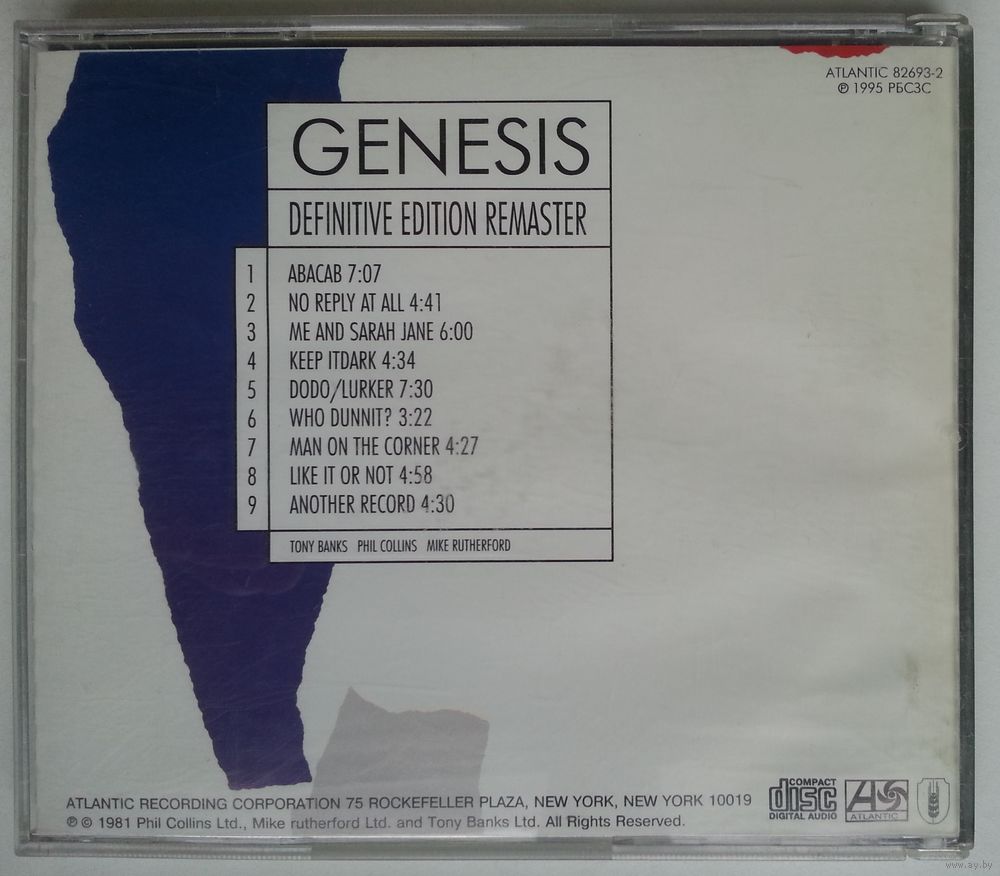 ATLANTIC 82693-2
℗ 1995 РБСЗС
GENESIS
DEFINITIVE EDITION REMASTER
1 ABACAB 7:07
2 NO REPLY AT ALL 4:41
3 ME AND SARAH JANE 6:00
4 KEEP ITDARK 4:34
5 DODO/LURKER 7:30
6 WHO DUNNIT? 3:22
7 MAN ON THE CORNER 4:27
8 LIKE IT OR NOT 4:58
9 ANOTHER RECORD 4:30
TONY BANKS PHIL COLLINS MIKE RUTHERFORD
ATLANTIC RECORDING CORPORATION 75 ROCKEFELLER PLAZA, NEW YORK, NEW YORK 10019
℗ © 1981 Phil Collins Ltd., Mike rutherford Ltd. and Tony Banks Ltd. All Rights Reserved.
COMPACT
disc
DIGITAL AUDIO
ATLANTIC
www.ay.by